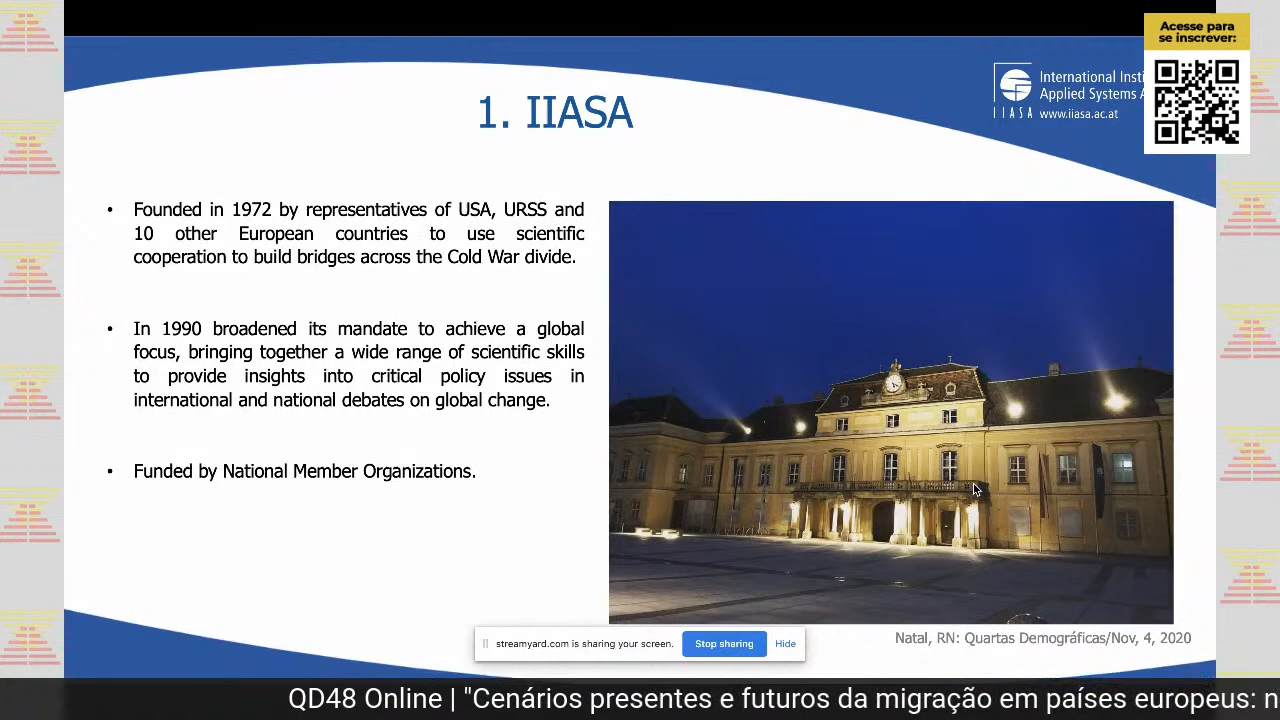 Acesse para
se inscrever:
International Insti
Applied Systems A
IIASA www.iiasa.ac.at
1. IIASA
• Founded in 1972 by representatives of USA, URSS and
10 other European countries to use scientific
cooperation to build bridges across the Cold War divide.
• In 1990 broadened its mandate to achieve a global
focus, bringing together a wide range of scientific skills
to provide insights into critical policy issues in
international and national debates on global change.
• Funded by National Member Organizations.
Natal, RN: Quartas Demográficas/Nov, 4, 2020
streamyard.com is sharing your screen. Stop sharing Hide
QD48 Online | "Cenários presentes e futuros da migração em países europeus: n